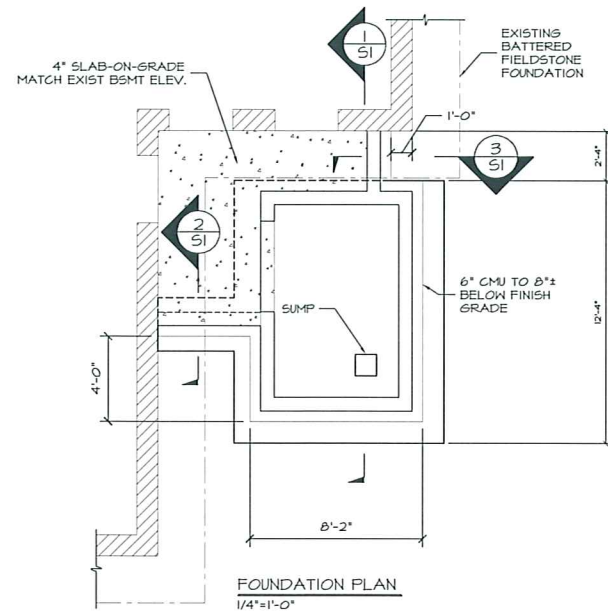 1
S1
EXISTING
BATTERED
FIELDSTONE
FOUNDATION
4" SLAB-ON-GRADE
MATCH EXIST BSMT ELEV.
1'-0"
3
S1
2'-4"
2
S1
6" CMU TO 8"±
BELOW FINISH
GRADE
SUMP
12'-4"
4'-0"
8'-2"
FOUNDATION PLAN
1/4"=1'-0"